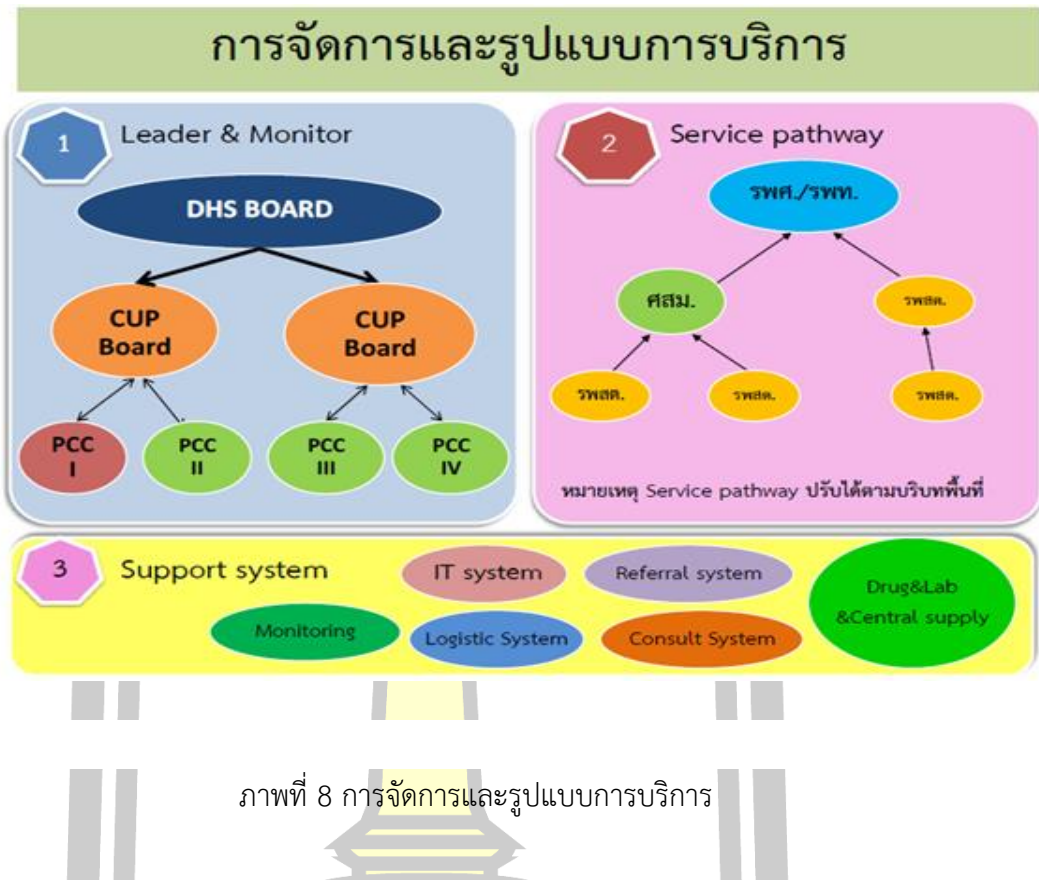 การจัดการและรูปแบบการบริการ
1
Leader & Monitor
DHS BOARD
CUP
Board
CUP
Board
PCC
I
PCC
II
PCC
III
PCC
IV
2
Service pathway
รพศ./รพท.
ศสม.
รพสต.
รพสต.
รพสต.
รพสต.
หมายเหตุ Service pathway ปรับได้ตามบริบทพื้นที่
3
Support system
IT system
Referral system
Drug&Lab
&Central supply
Monitoring
Logistic System
Consult System
ภาพที่ 8 การจัดการและรูปแบบการบริการ